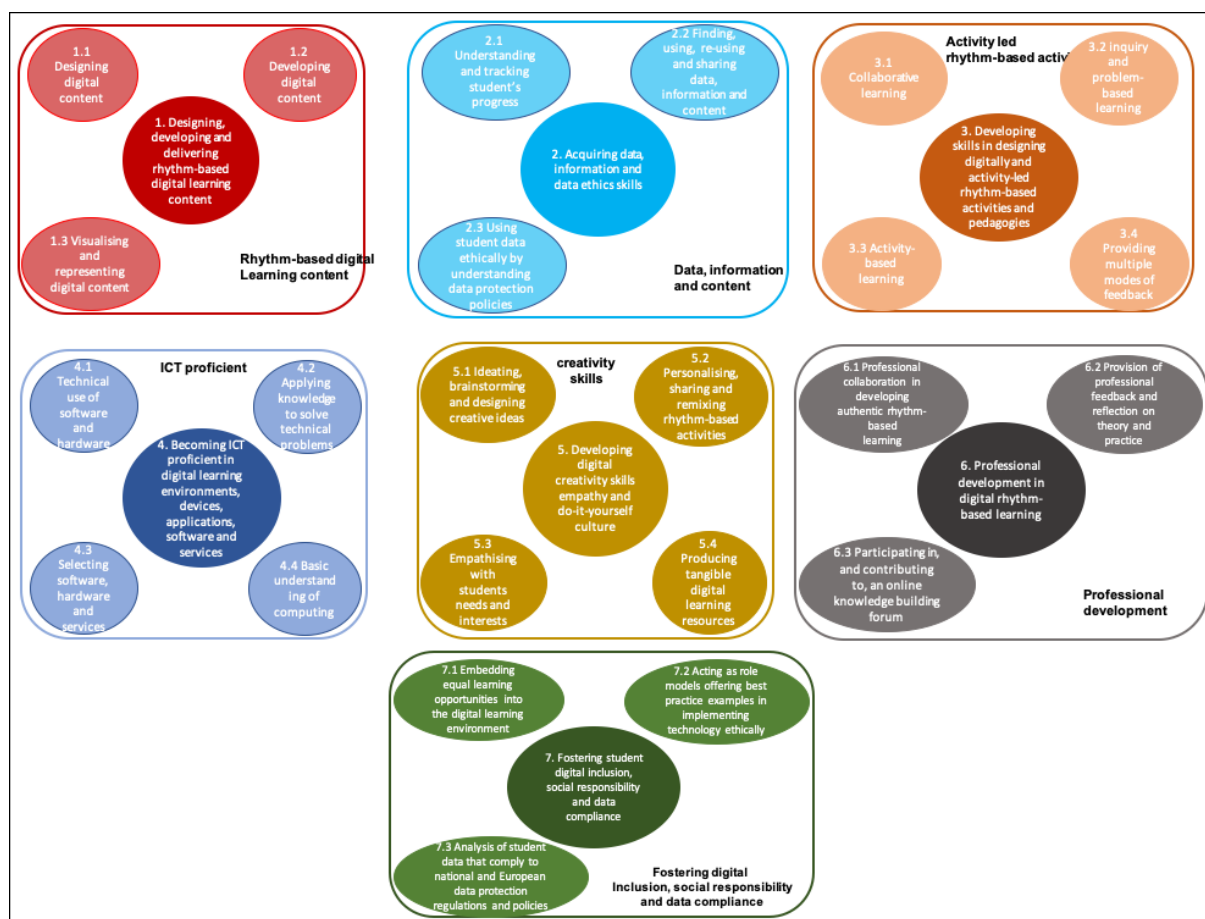 1.1
Designing
digital
content
1.2
Developing
digital
content
1. Designing,
developing and
delivering
rhythm-based
digital learning
content
1.3 Visualising
and
representing
digital content
Rhythm-based digital
Learning content
2.1
Understanding
and tracking
student's
progress
2.2 Finding,
using, re-using
and sharing
data,
information
and content
2. Acquiring data,
information and
data ethics skills
2.3 Using
student data
ethically by
understanding
data protection
policies
Data, information
and content
Activity led
rhythm-based activi
3.1
Collaborative
learning
3.2 inquiry
and
problem-
based
learning
3. Developing
skills in designing
digitally and
activity-led
rhythm-based
activities and
pedagogies
3.3 Activity-
based
learning
3.4
Providing
multiple
modes of
feedback
ICT proficient
4.1
Technical
use of
software and
hardware
4.2
Applying
knowledge
to solve
technical
problems
4. Becoming ICT
proficient in
digital learning
environments,
devices,
applications,
software and
services
4.3
Selecting
software,
hardware
and
services
4.4 Basic
understand
ing of
computing
creativity
skills
5.1 Ideating,
brainstorming
and designing
creative ideas
5.2
Personalising,
sharing and
remixing
rhythm-based
activities
5. Developing
digital
creativity skills
empathy and
do-it-yourself
culture
5.3
Empathising
with
students
needs and
interests
5.4
Producing
tangible
digital
learning
resources
6.1 Professional
collaboration in
developing
authentic rhythm-
based
learning
6.2 Provision of
professional
feedback and
reflection on
theory and
practice
6. Professional
development in
digital rhythm-
based learning
6.3 Participating in,
and contributing
to, an online
knowledge building
forum
Professional
development
7.1 Embedding
equal learning
opportunities into
the digital learning
environment
7.2 Acting as role
models offering best
practice examples in
implementing
technology ethically
7. Fostering student
digital inclusion,
social responsibility
and data
compliance
7.3 Analysis of student
data that comply to
national and European
data protection
regulations and policies
Fostering digital
Inclusion, social responsibility
and data compliance